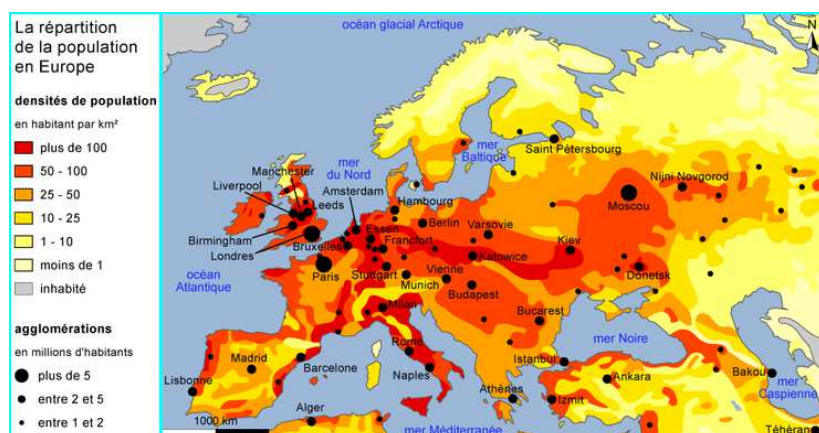 La répartition
de la population
en Europe
densités de population
en habitant par km²
plus de 100
50 - 100
25 - 50
10 - 25
1 - 10
moins de 1
inhabité
agglomérations
en millions d'habitants
plus de 5
entre 2 et 5
entre 1 et 2
océan glacial Arctique
N
mer
Baltique
Saint Pétersbourg
mer
du Nord
Manchester
Liverpool
Leeds
Amsterdam
Hambourg
Nijni Novgorod
Moscou
Birmingham
Londres
Bruxelles
Essen
Berlin
Varsovie
Francfort
Kiev
Katowice
océan
Atlantique
Paris
Stuttgart
Munich
Vienne
Budapest
Donetsk
Milan
Bucarest
mer Noire
Rome
Madrid
Barcelone
Naples
Istanbul
Ankara
Bakou
mer
Caspienne
Lisbonne
Athènes
Izmit
Alger
1000 km
mer Méditerranée
Téhéran